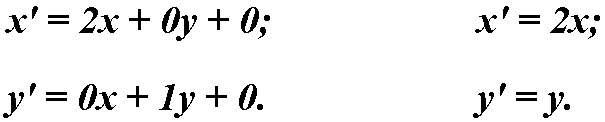 x' = 2x + 0y + 0; x' = 2x;
y' = 0x + 1y + 0. y' = y.